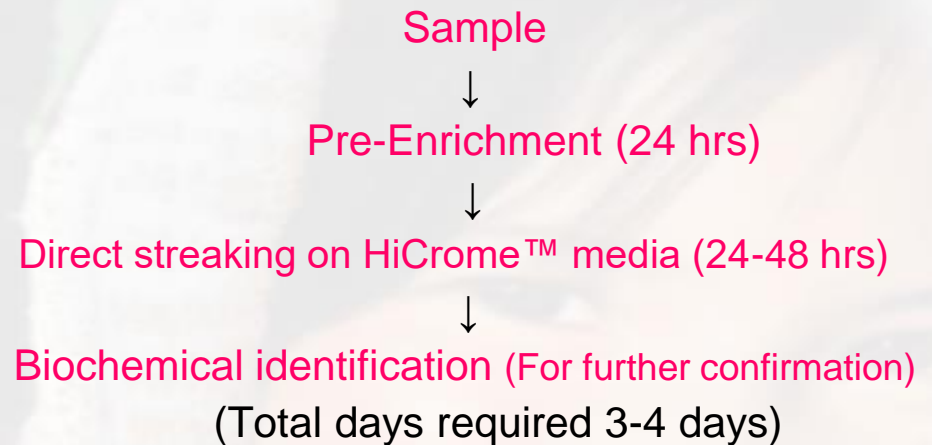 Sample
↓
Pre-Enrichment (24 hrs)
↓
Direct streaking on HiCrome™ media (24-48 hrs)
↓
Biochemical identification (For further confirmation)
(Total days required 3-4 days)